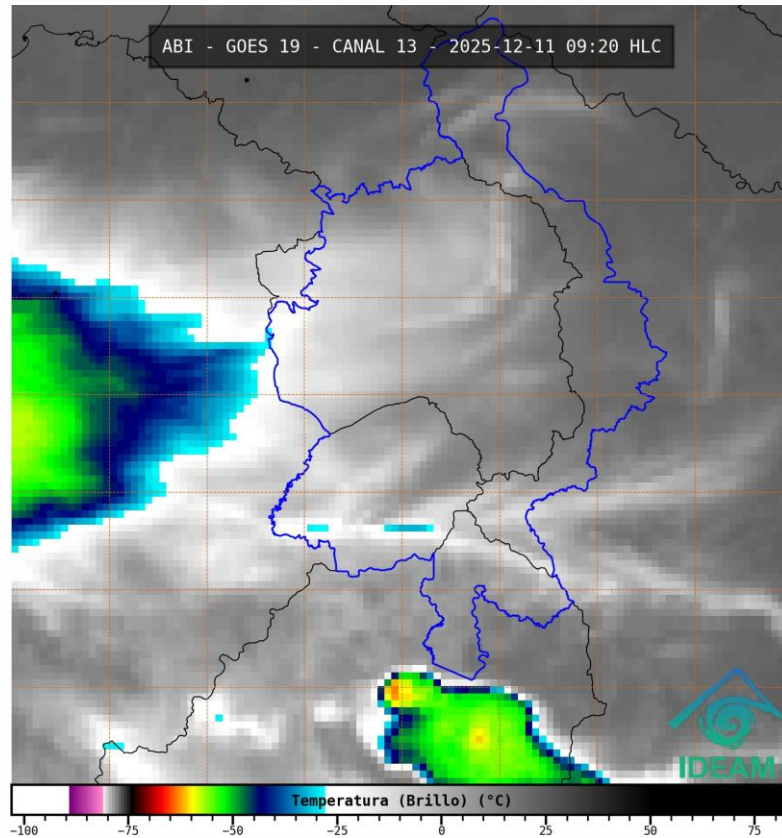 ABI - GOES 19 - CANAL 13 - 2025-12-11 09:20 HLC
IDEAM
Temperatura (Brillo) (°C)
−100 −75 −50 −25 0 25 50 75